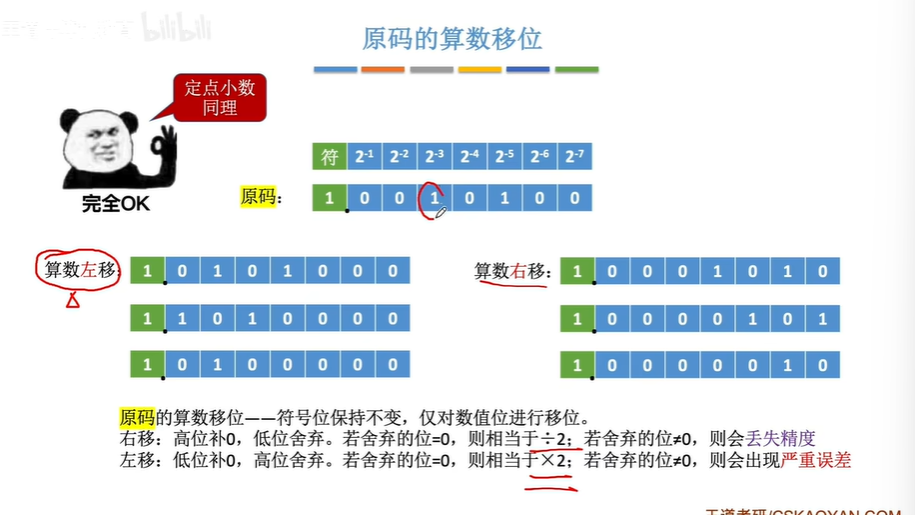 bilibili
原码的算数移位
定点小数
同理
符 2-1 2-2 2-3 2-4 2-5 2-6 2-7
原码： 1 0 0 1 0 1 0 0
完全OK
算数左移： 1 0 1 0 1 0 0 0
1 1 0 1 0 0 0 0
1 0 1 0 0 0 0 0
算数右移： 1 0 0 0 1 0 1 0
1 0 0 0 0 1 0 1
1 0 0 0 0 0 1 0
原码的算数移位——符号位保持不变，仅对数值位进行移位。
右移：高位补0，低位舍弃。若舍弃的位=0，则相当于÷2；若舍弃的位≠0，则会丢失精度
左移：低位补0，高位舍弃。若舍弃的位=0，则相当于×2；若舍弃的位≠0，则会出现严重误差
王道考研/CSKAOYAN.COM